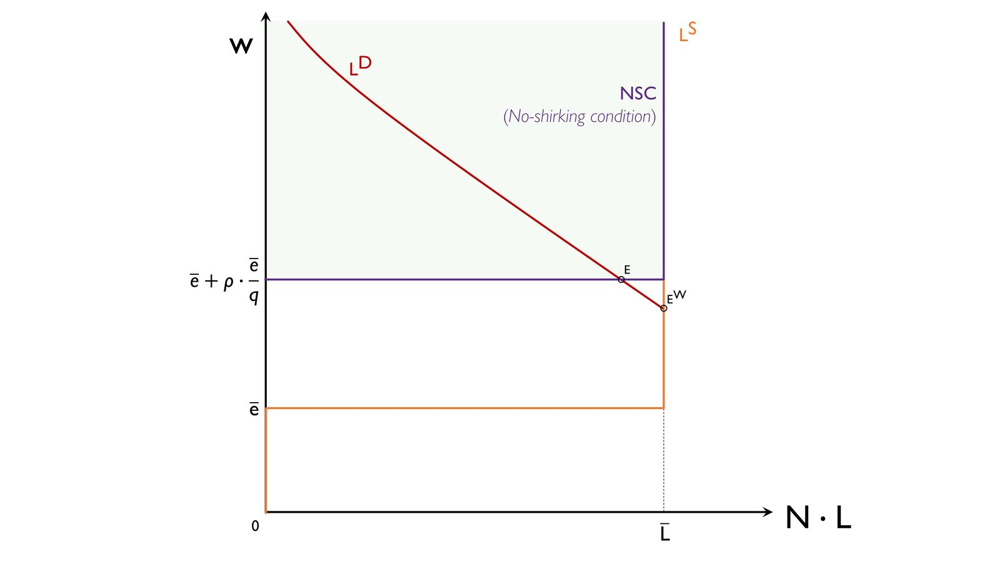 w
L^S
L^D
NSC
(No-shirking condition)
e̅ + ρ · e̅/q
E
E^W
e̅
0
L̅
N · L